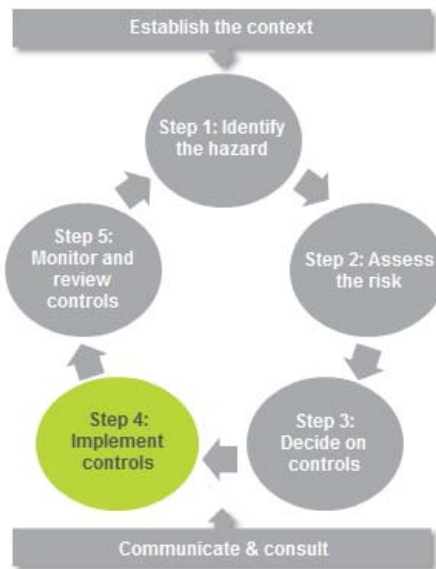 Establish the context
Step 1: Identify
the hazard
Step 2: Assess
the risk
Step 3:
Decide on
controls
Step 4:
Implement
controls
Step 5:
Monitor and
review
controls
Communicate & consult